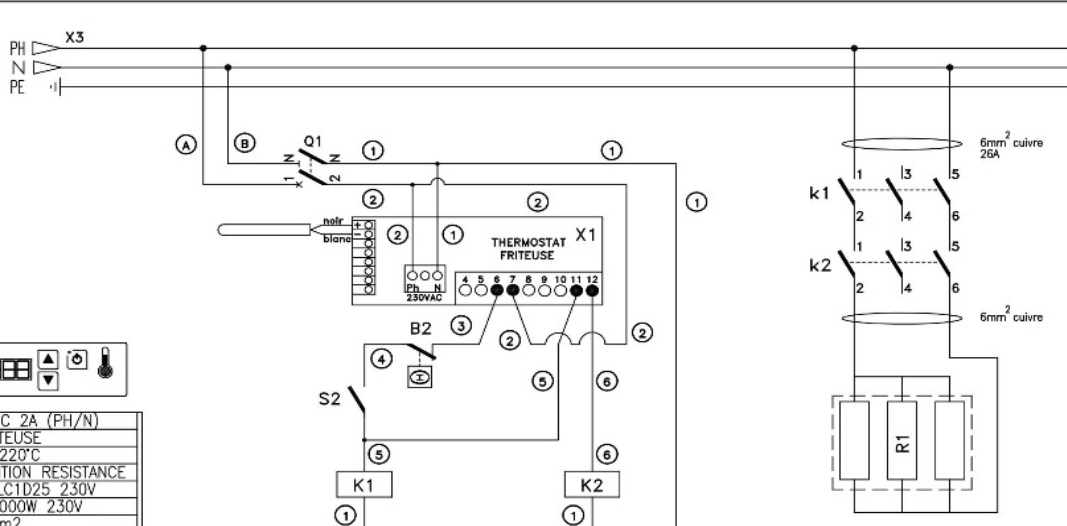 X3
PH
N
PE
A
B
Q1
N
N
1
1
1
2
2
2
1
6mm² cuivre
26A
k1
1
3
5
2
4
6
noir
blanc
+
-
2
1
THERMOSTAT
FRITEUSE
X1
Ph
N
230VAC
4 5 6 7 8 9 10 11 12
k2
1
3
5
2
4
6
6mm² cuivre
3
B2
2
2
4
5
6
S2
R1
C 2A (PH/N)
TEUSE
220°C
TION RESISTANCE
LC1D25 230V
000W 230V
m2
5
6
K1
K2
1
1